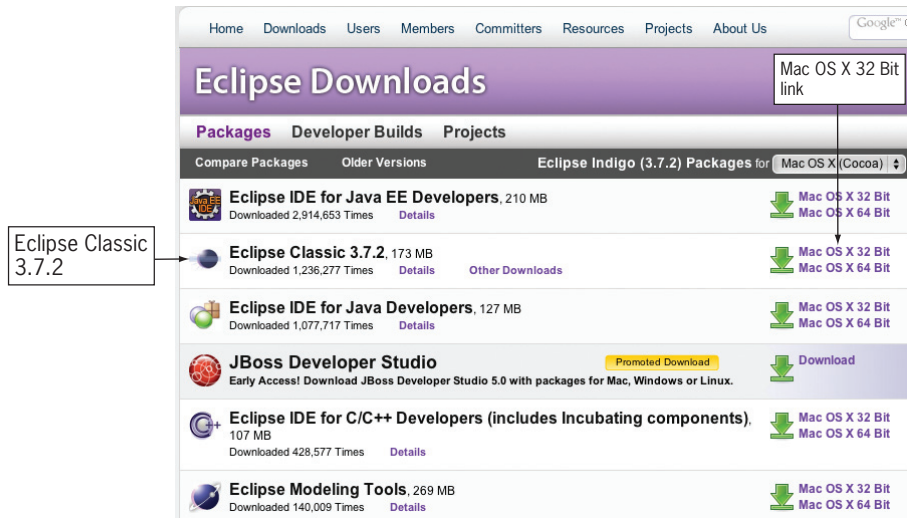 Home Downloads Users Members Committers Resources Projects About Us
Google™
Eclipse Downloads
Mac OS X 32 Bit
link
Packages Developer Builds Projects
Compare Packages Older Versions Eclipse Indigo (3.7.2) Packages for Mac OS X (Cocoa)
Java EE
IDE
Eclipse IDE for Java EE Developers, 210 MB
Downloaded 2,914,653 Times Details
Mac OS X 32 Bit
Mac OS X 64 Bit
Eclipse Classic
3.7.2
Eclipse Classic 3.7.2, 173 MB
Downloaded 1,236,277 Times Details Other Downloads
Mac OS X 32 Bit
Mac OS X 64 Bit
Eclipse IDE for Java Developers, 127 MB
Downloaded 1,077,717 Times Details
Mac OS X 32 Bit
Mac OS X 64 Bit
JBoss Developer Studio
Promoted Download
Early Access! Download JBoss Developer Studio 5.0 with packages for Mac, Windows or Linux.
Download
C++
Eclipse IDE for C/C++ Developers (includes Incubating components),
107 MB
Downloaded 428,577 Times Details
Mac OS X 32 Bit
Mac OS X 64 Bit
Eclipse Modeling Tools, 269 MB
Downloaded 140,009 Times Details
Mac OS X 32 Bit
Mac OS X 64 Bit